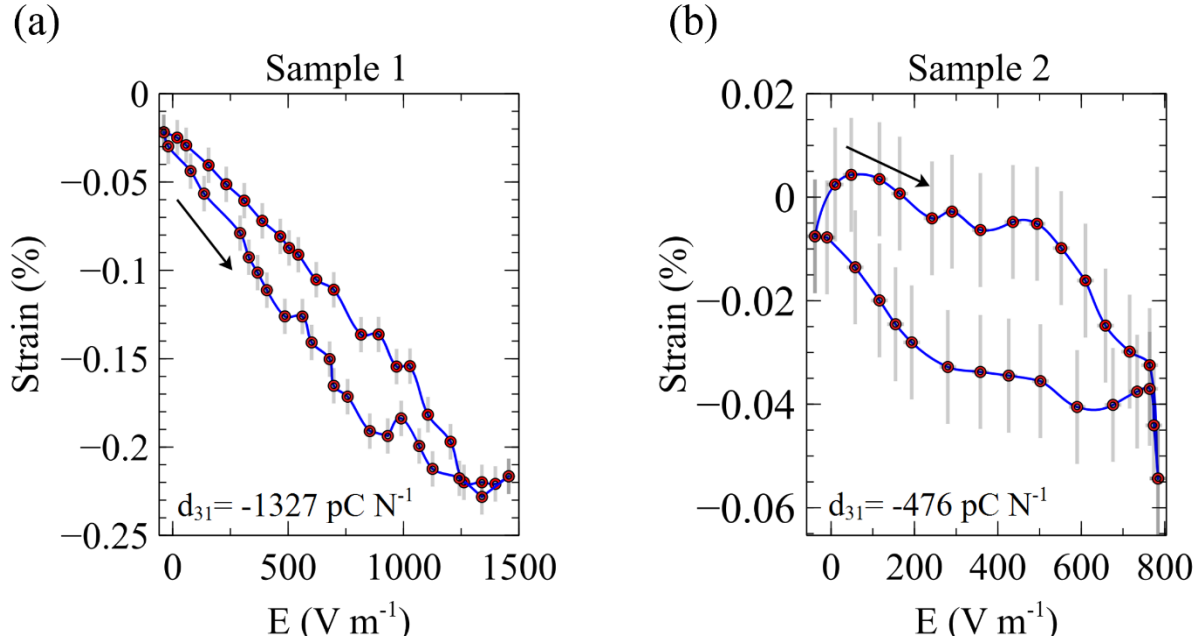 (a)
Sample 1
0
−0.05
−0.1
−0.15
−0.2
−0.25
Strain (%)
d₃₁= -1327 pC N⁻¹
0 500 1000 1500
E (V m⁻¹)
(b)
Sample 2
0.02
0
−0.02
−0.04
−0.06
Strain (%)
d₃₁= -476 pC N⁻¹
0 200 400 600 800
E (V m⁻¹)